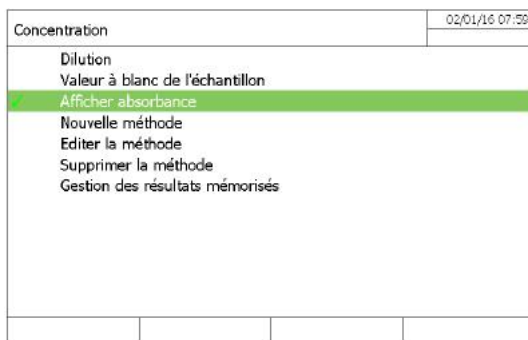 Concentration
02/01/16 07:59
Dilution
Valeur à blanc de l'échantillon
Afficher absorbance
Nouvelle méthode
Editer la méthode
Supprimer la méthode
Gestion des résultats mémorisés